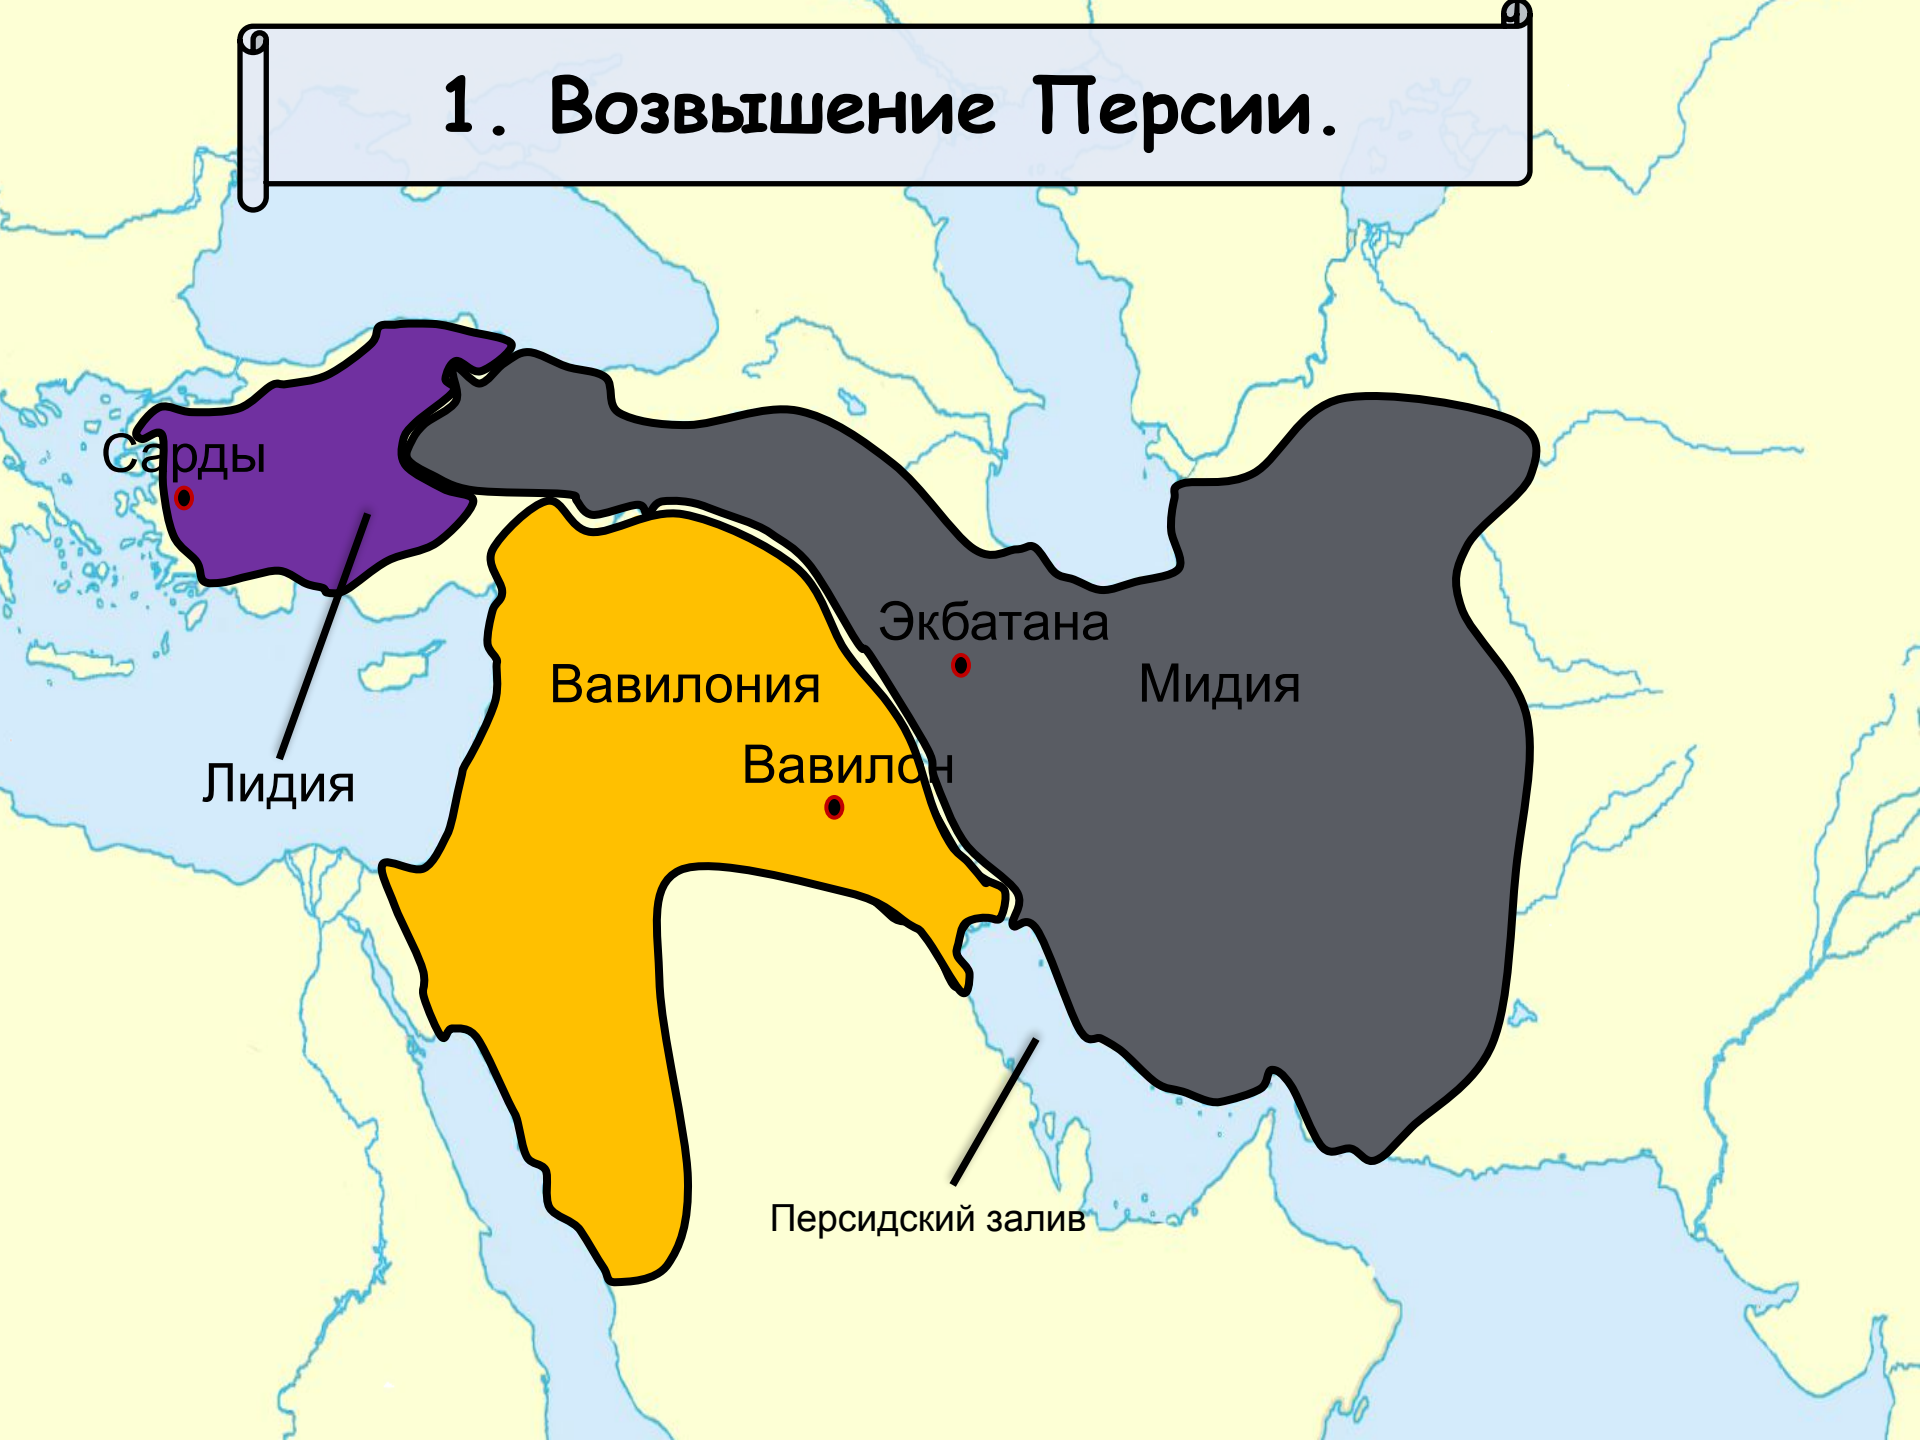 1. Возвышение Персии.
Сарды
Экбатана
Вавилония
Мидия
Вавилон
Лидия
Персидский залив